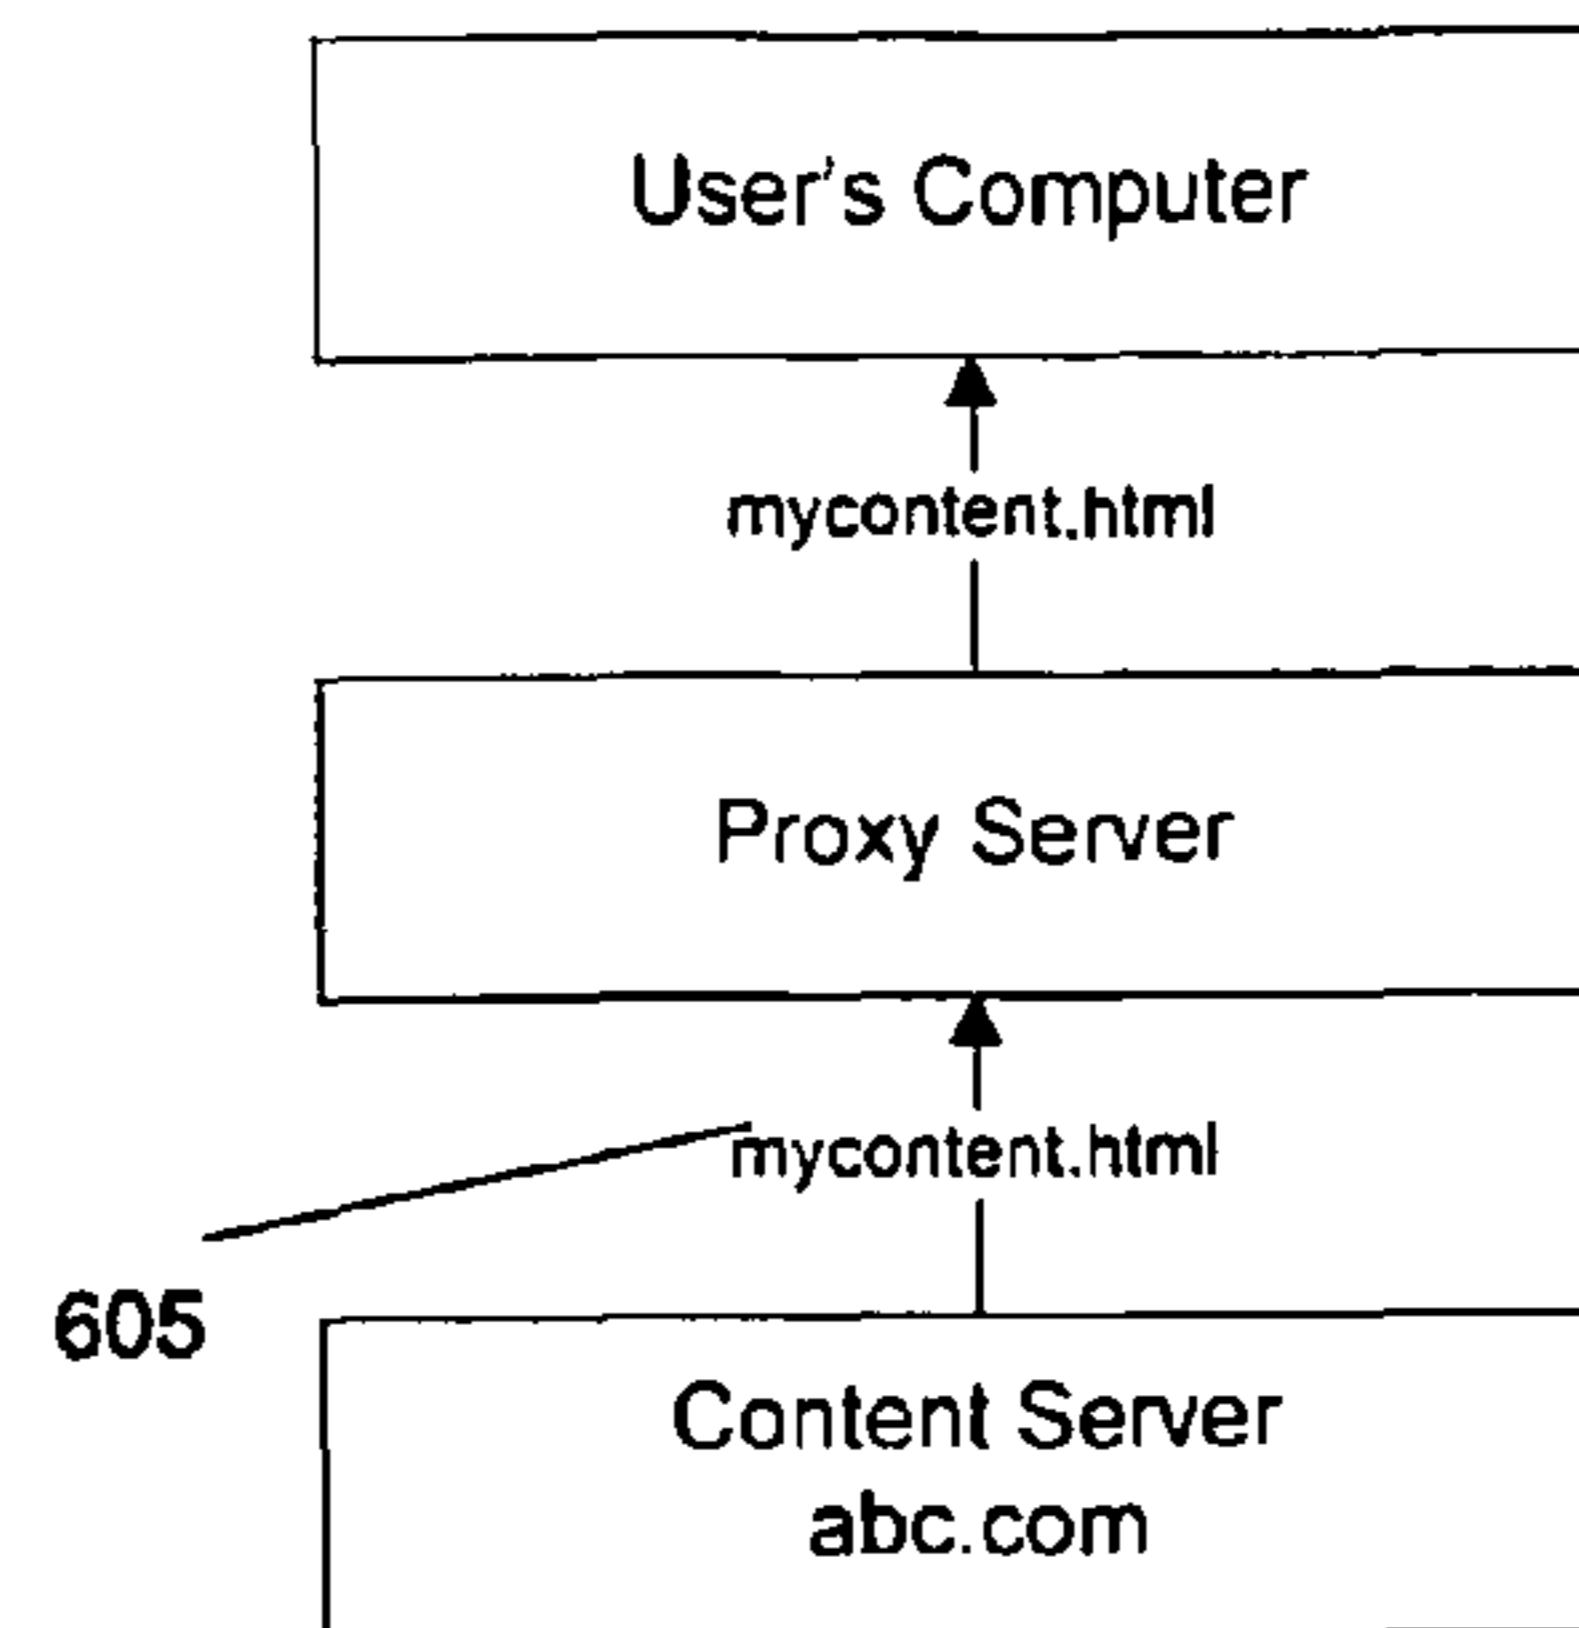 User's Computer
mycontent.html
Proxy Server
mycontent.html
605
Content Server
abc.com